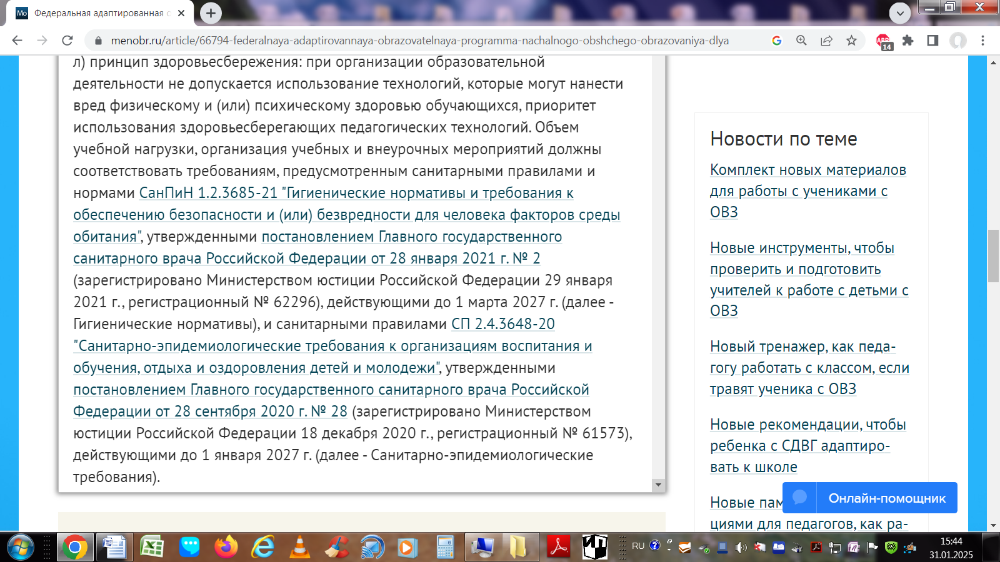 Федеральная адаптированная
menobr.ru/article/66794-federalnaya-adaptirovannaya-obrazovatelnaya-programma-nachalnogo-obshchego-obrazovaniya-dlya
ABP
14
л) принцип здоровьесбережения: при организации образовательной
деятельности не допускается использование технологий, которые могут нанести
вред физическому и (или) психическому здоровью обучающихся, приоритет
использования здоровьесберегающих педагогических технологий. Объем
учебной нагрузки, организация учебных и внеурочных мероприятий должны
соответствовать требованиям, предусмотренным санитарными правилами и
нормами СанПиН 1.2.3685-21 "Гигиенические нормативы и требования к
обеспечению безопасности и (или) безвредности для человека факторов среды
обитания", утвержденными постановлением Главного государственного
санитарного врача Российской Федерации от 28 января 2021 г. № 2
(зарегистрировано Министерством юстиции Российской Федерации 29 января
2021 г., регистрационный № 62296), действующими до 1 марта 2027 г. (далее -
Гигиенические нормативы), и санитарными правилами СП 2.4.3648-20
"Санитарно-эпидемиологические требования к организациям воспитания и
обучения, отдыха и оздоровления детей и молодежи", утвержденными
постановлением Главного государственного санитарного врача Российской
Федерации от 28 сентября 2020 г. № 28 (зарегистрировано Министерством
юстиции Российской Федерации 18 декабря 2020 г., регистрационный № 61573),
действующими до 1 января 2027 г. (далее - Санитарно-эпидемиологические
требования).
Новости по теме
Комплект новых материалов
для работы с учениками с
ОВЗ
Новые инструменты, чтобы
проверить и подготовить
учителей к работе с детьми с
ОВЗ
Новый тренажер, как педа-
гогу работать с классом, если
травят ученика с ОВЗ
Новые рекомендации, чтобы
ребенка с СДВГ адаптиро-
вать к школе
Новые
циями для педагогов, как ра-
Онлайн-помощник
RU
15:44
31.01.2025